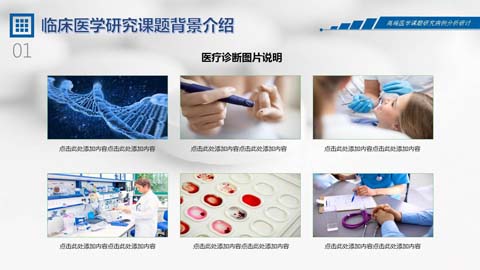 临床医学研究课题背景介绍
高端医学课题研究病例分析研讨
01
医疗诊断图片说明
点击此处添加内容点击此处添加内容
点击此处添加内容点击此处添加内容
点击此处添加内容点击此处添加内容
点击此处添加内容点击此处添加内容
点击此处添加内容点击此处添加内容
点击此处添加内容点击此处添加内容